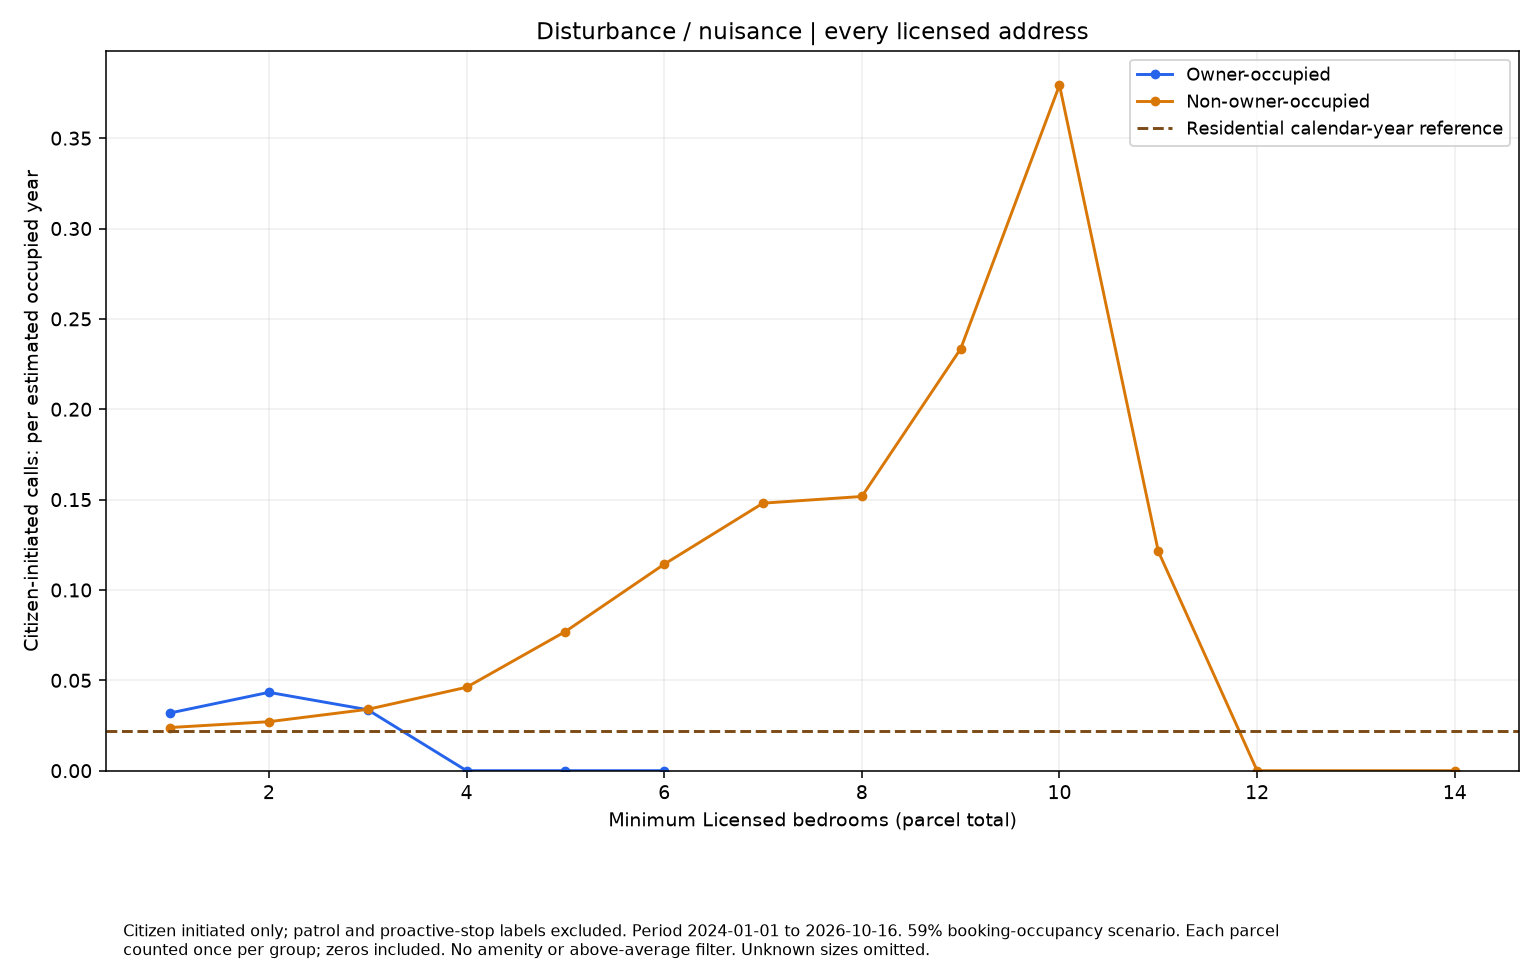 Disturbance / nuisance | every licensed address
Owner-occupied
Non-owner-occupied
Residential calendar-year reference
Citizen-initiated calls: per estimated occupied year
0.35
0.30
0.25
0.20
0.15
0.10
0.05
0.00
2
4
6
8
10
12
14
Minimum Licensed bedrooms (parcel total)
Citizen initiated only; patrol and proactive-stop labels excluded. Period 2024-01-01 to 2026-10-16. 59% booking-occupancy scenario. Each parcel
counted once per group; zeros included. No amenity or above-average filter. Unknown sizes omitted.